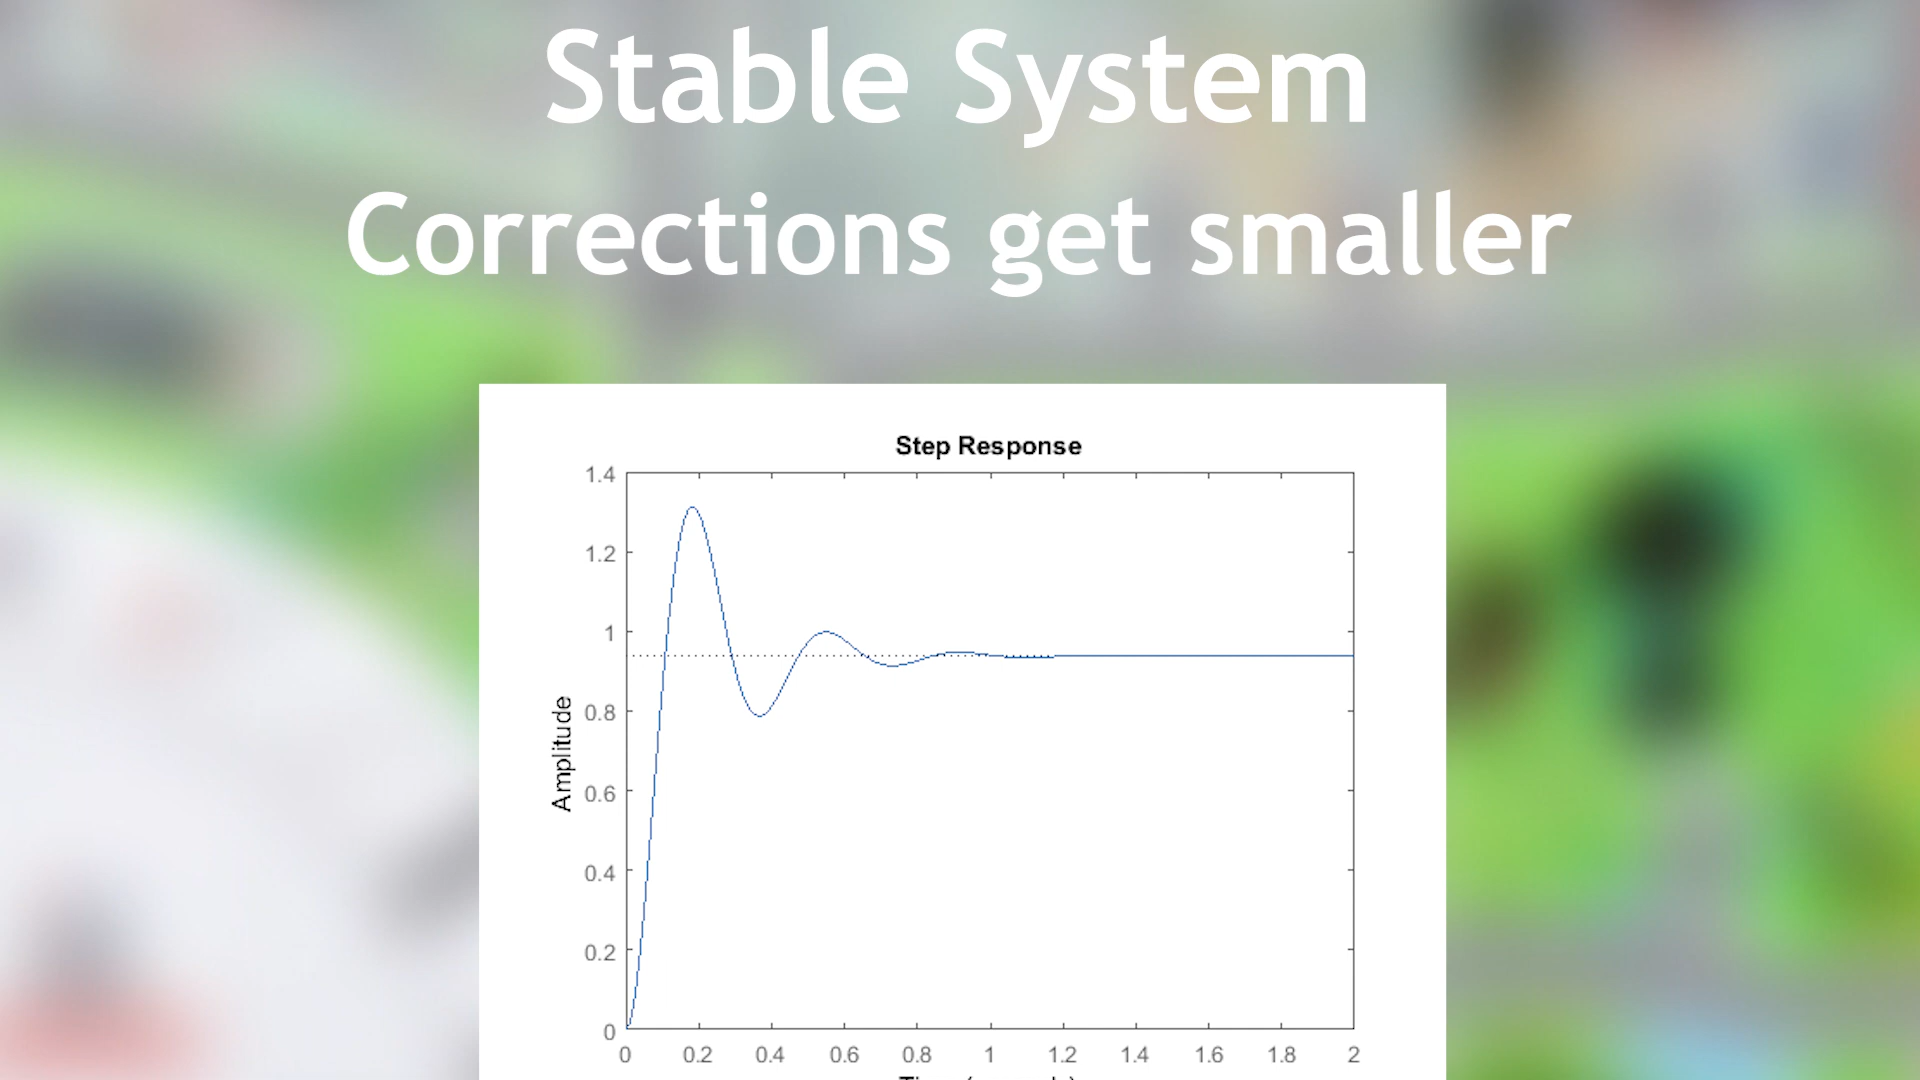 Stable System
Corrections get smaller
Step Response
1.4
1.2
1
0.8
0.6
0.4
0.2
0
Amplitude
0 0.2 0.4 0.6 0.8 1 1.2 1.4 1.6 1.8 2